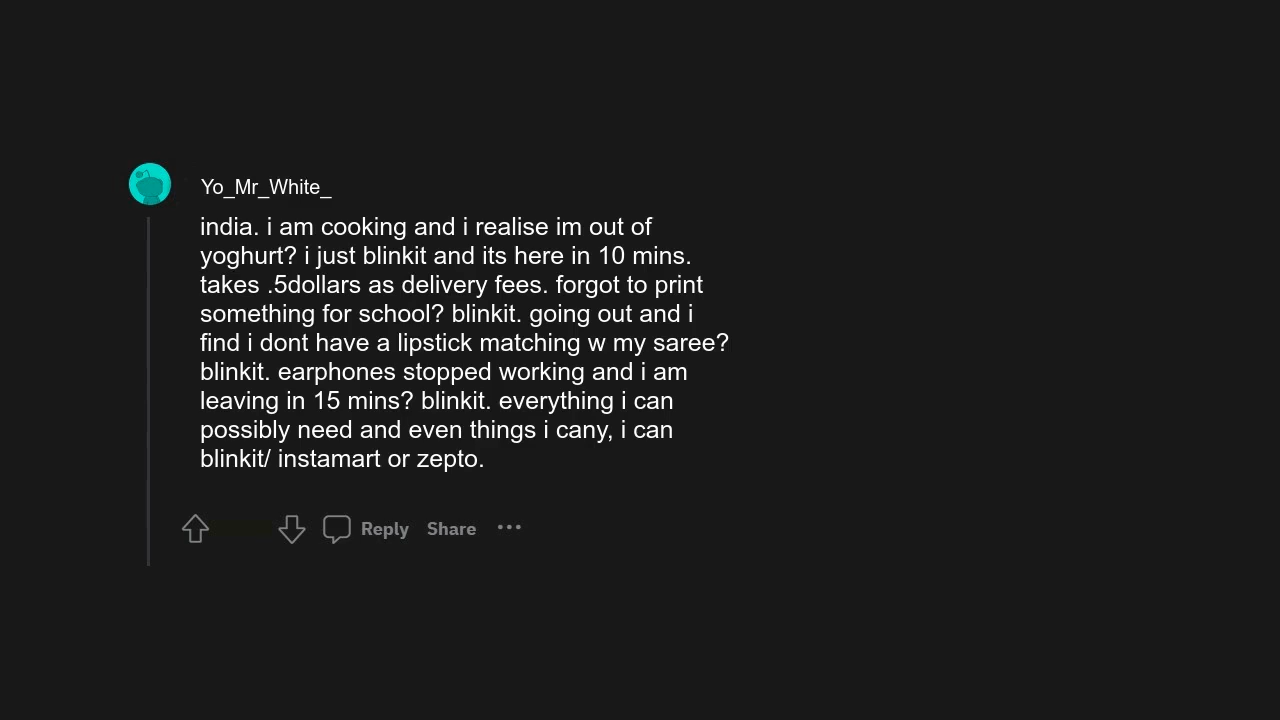 Yo_Mr_White_
india. i am cooking and i realise im out of
yoghurt? i just blinkit and its here in 10 mins.
takes .5dollars as delivery fees. forgot to print
something for school? blinkit. going out and i
find i dont have a lipstick matching w my saree?
blinkit. earphones stopped working and i am
leaving in 15 mins? blinkit. everything i can
possibly need and even things i cany, i can
blinkit/ instamart or zepto.
Reply Share